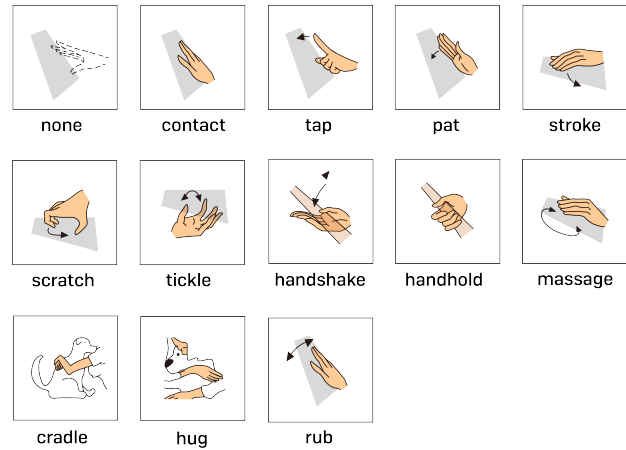 none contact tap pat stroke
scratch tickle handshake handhold massage
cradle hug rub